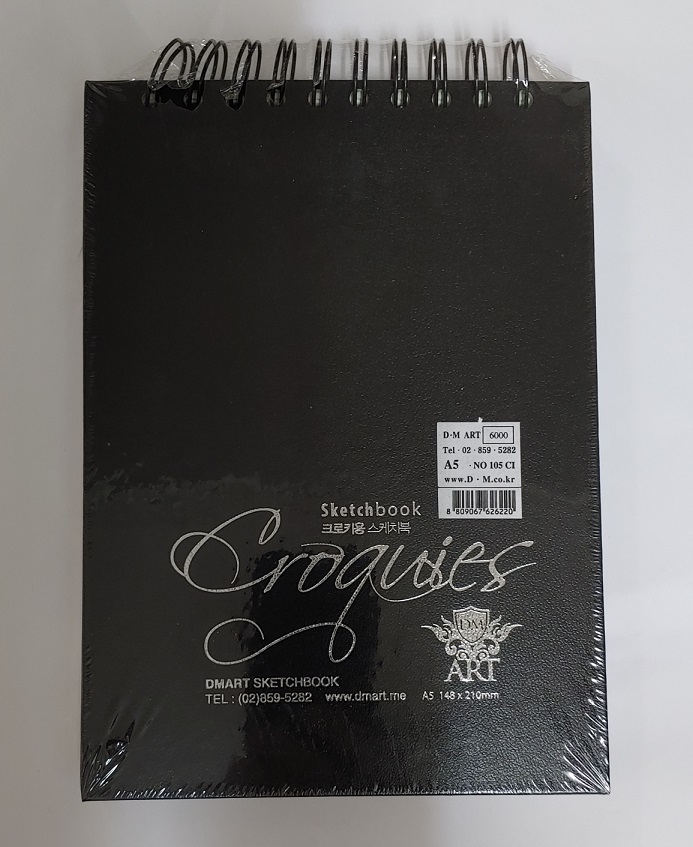 D·M ART 6000
Tel · 02 · 859 · 5282
A5 · NO 105 CI
www.D · M.co.kr
8 809067 626220
Sketchbook
크로키용 스케치북
Croquies
DM
ART
DMART SKETCHBOOK
TEL : (02)859-5282 www.dmart.me A5 148 x 210mm